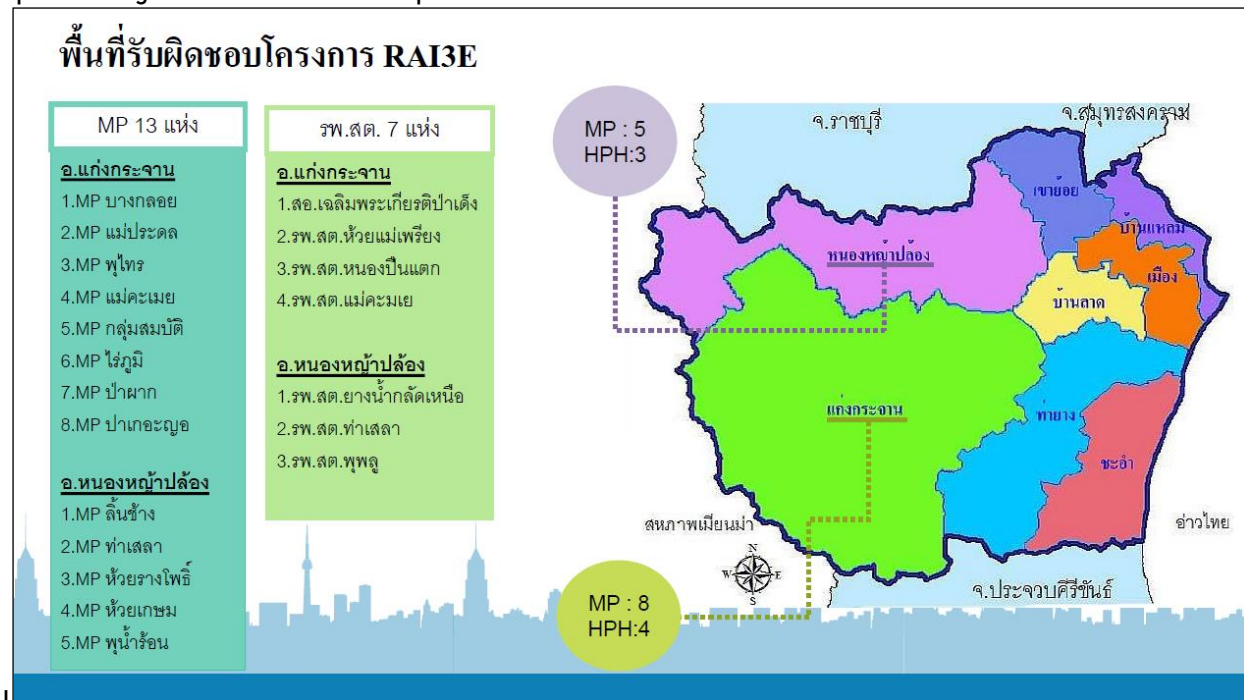 พื้นที่รับผิดชอบโครงการ RAI3E
MP 13 แห่ง
อ.แก่งกระจาน
1.MP บางกลอย
2.MP แม่ประดล
3.MP พุไทร
4.MP แม่คะเมย
5.MP กลุ่มสมบัติ
6.MP ไร่ภูมิ
7.MP ป่าผาก
8.MP ปาเกอะญอ
อ.หนองหญ้าปล้อง
1.MP ลิ้นช้าง
2.MP ท่าเสลา
3.MP ห้วยรางโพธิ์
4.MP ห้วยเกษม
5.MP พุน้ำร้อน
รพ.สต. 7 แห่ง
อ.แก่งกระจาน
1.สอ.เฉลิมพระเกียรติป่าเด็ง
2.รพ.สต.ห้วยแม่เพรียง
3.รพ.สต.หนองปืนแตก
4.รพ.สต.แม่คะมเย
อ.หนองหญ้าปล้อง
1.รพ.สต.ยางน้ำกลัดเหนือ
2.รพ.สต.ท่าเสลา
3.รพ.สต.พุพลู
MP : 5
HPH:3
จ.ราชบุรี
จ.สมุทรสงคราม
เขาย้อย
บ้านแหลม
หนองหญ้าปล้อง
เมือง
บ้านลาด
แก่งกระจาน
ท่ายาง
ชะอำ
สหภาพเมียนม่า
อ่าวไทย
N
W
E
S
จ.ประจวบคีรีขันธ์
MP : 8
HPH:4